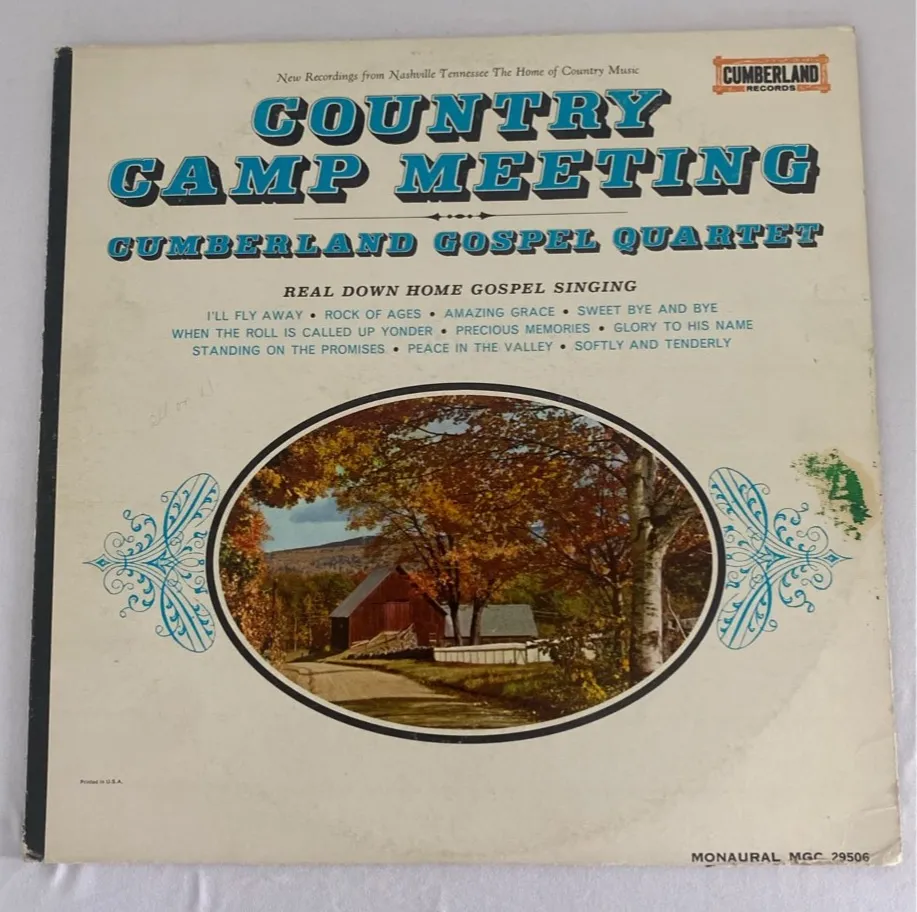 New Recordings from Nashville Tennessee The Home of Country Music
CUMBERLAND
RECORDS
COUNTRY
CAMP MEETING
CUMBERLAND GOSPEL QUARTET
REAL DOWN HOME GOSPEL SINGING
I'LL FLY AWAY • ROCK OF AGES • AMAZING GRACE • SWEET BYE AND BYE
WHEN THE ROLL IS CALLED UP YONDER • PRECIOUS MEMORIES • GLORY TO HIS NAME
STANDING ON THE PROMISES • PEACE IN THE VALLEY • SOFTLY AND TENDERLY
Printed in U.S.A.
MONAURAL MGC 29506